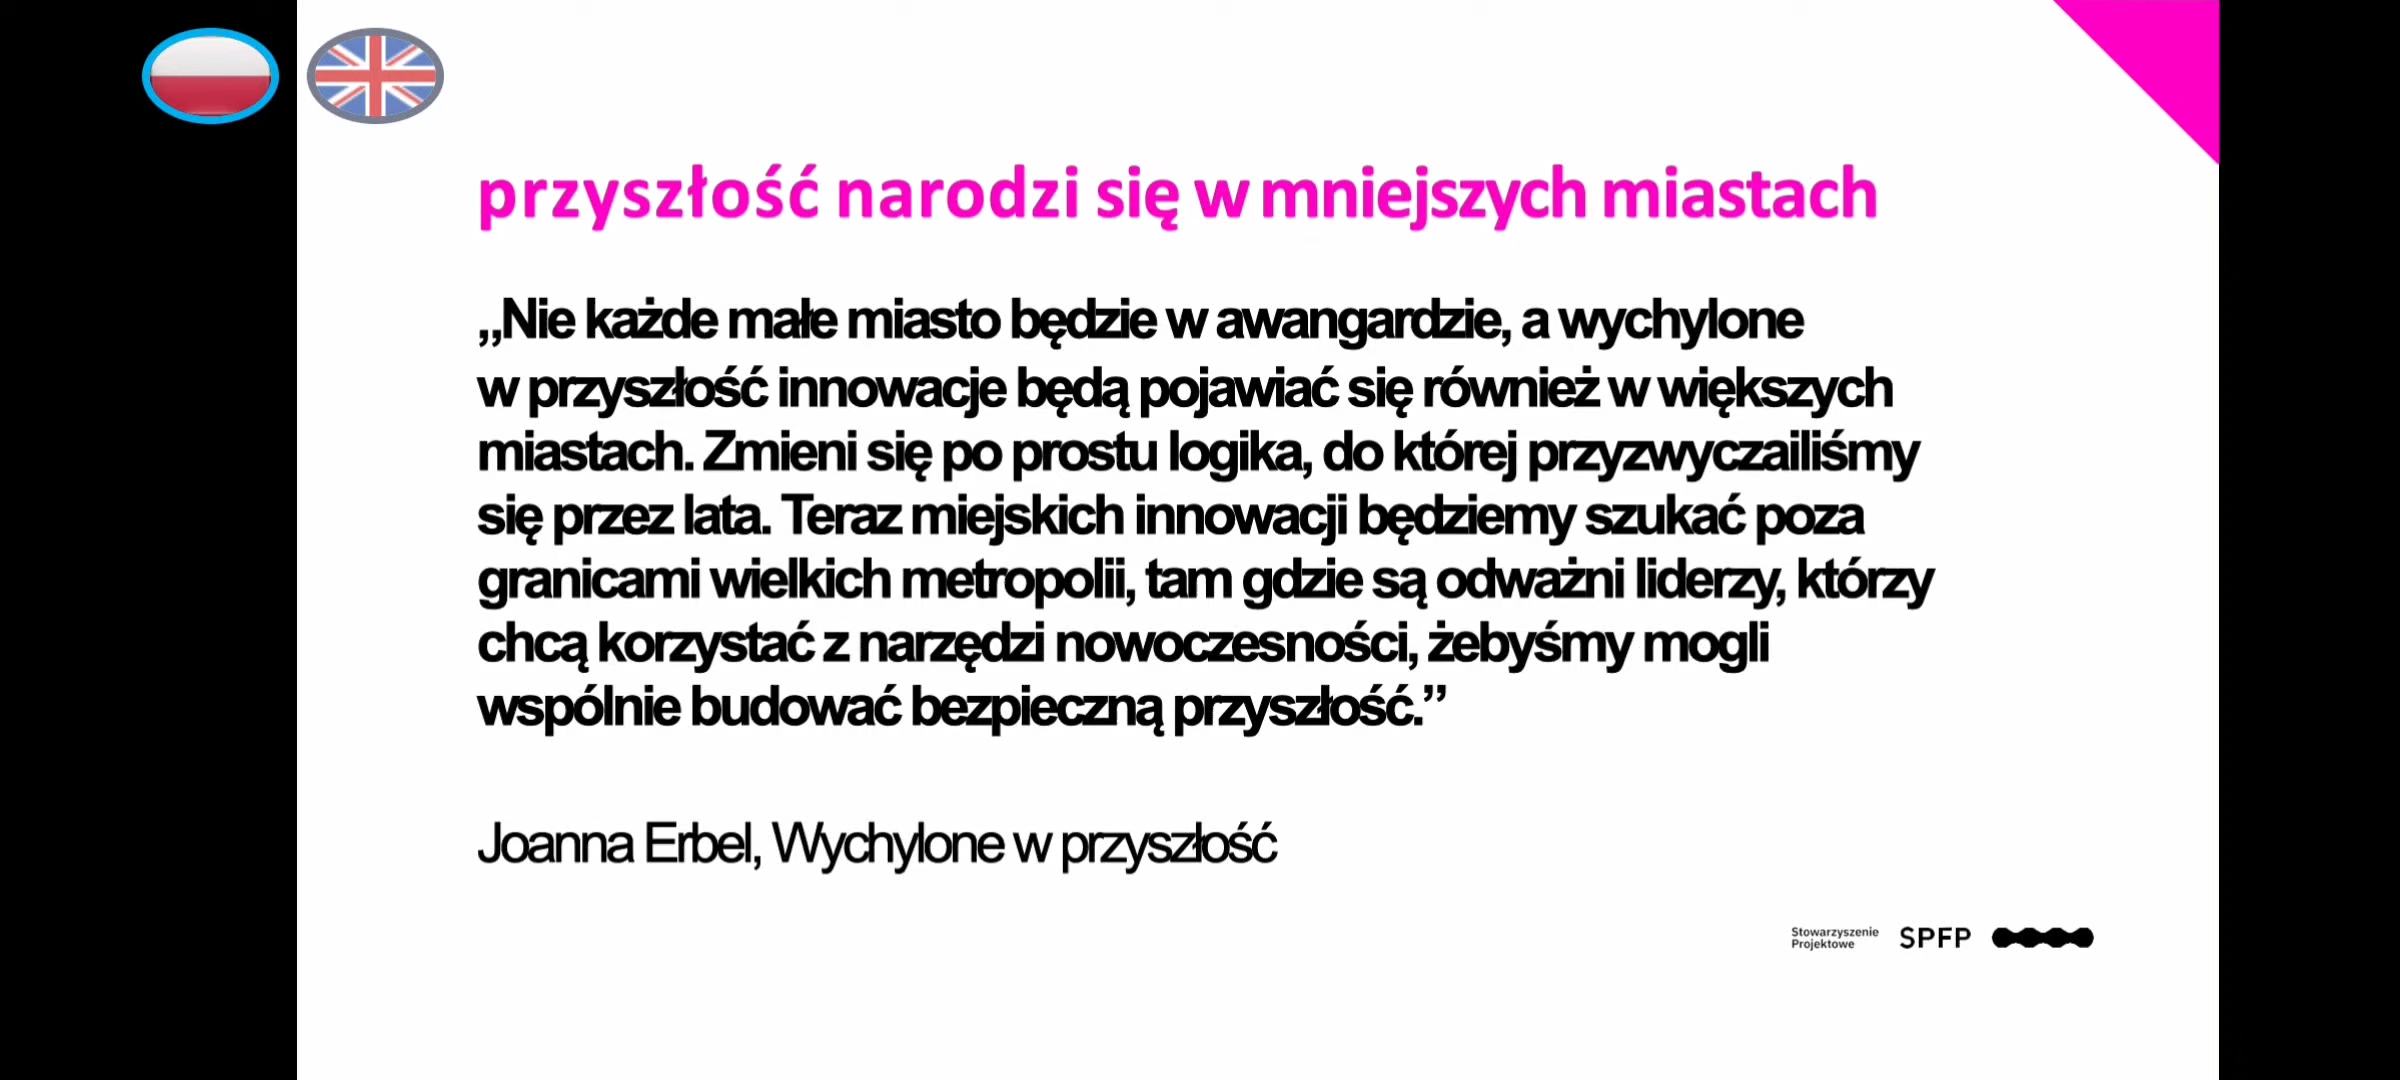 przyszłość narodzi się w mniejszych miastach
„Nie każde małe miasto będzie w awangardzie, a wychylone
w przyszłość innowacje będą pojawiać się również w większych
miastach. Zmieni się po prostu logika, do której przyzwyczailiśmy
się przez lata. Teraz miejskich innowacji będziemy szukać poza
granicami wielkich metropolii, tam gdzie są odważni liderzy, którzy
chcą korzystać z narzędzi nowoczesności, żebyśmy mogli
wspólnie budować bezpieczną przyszłość.”
Joanna Erbel, Wychylone w przyszłość
Stowarzyszenie
Projektowe
SPFP